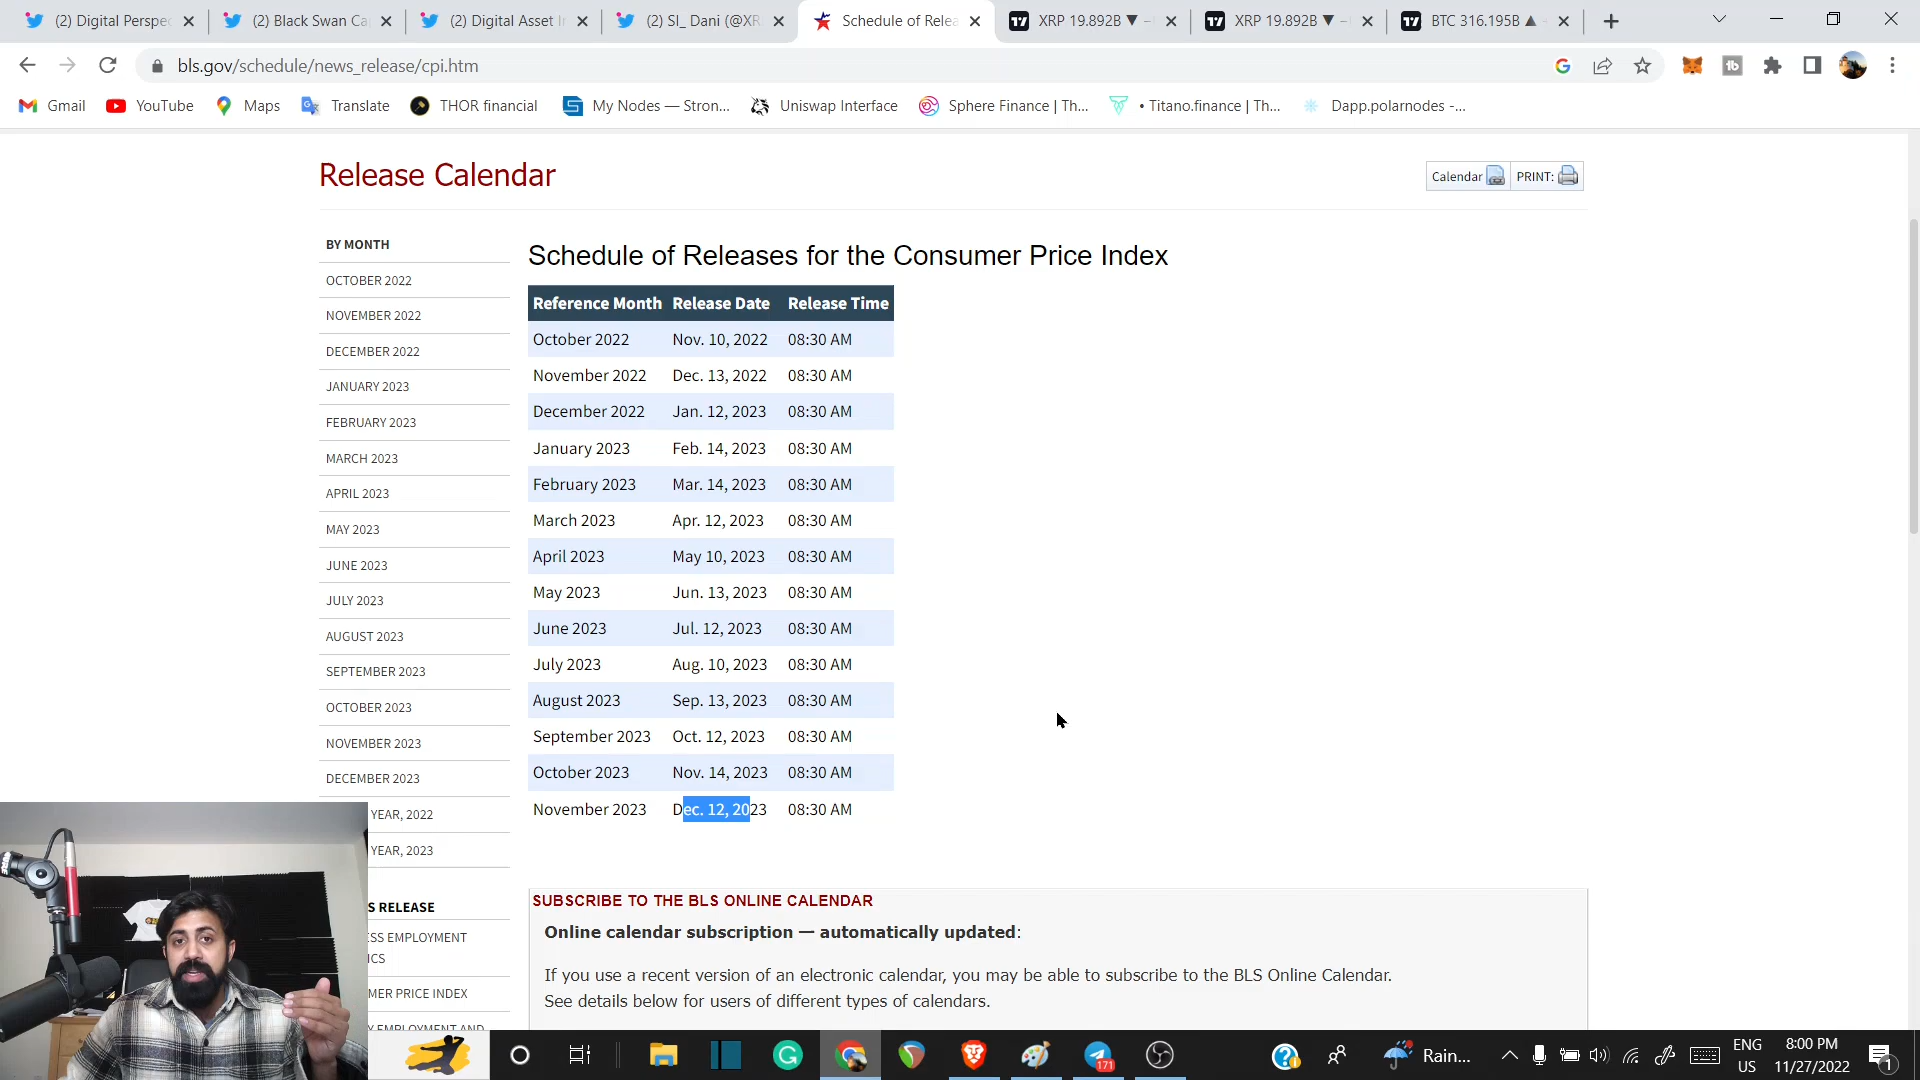 (2) Digital Perspec
(2) Black Swan Ca
(2) Digital Asset I
(2) SI_ Dani (@XR
Schedule of Relea
XRP 19.892B ▼ –
XRP 19.892B ▼ –
BTC 316.195B ▲
bls.gov/schedule/news_release/cpi.htm
Gmail
YouTube
Maps
Translate
THOR financial
My Nodes — Stron...
Uniswap Interface
Sphere Finance | Th...
• Titano.finance | Th...
Dapp.polarnodes -...
Release Calendar
Calendar
PRINT:
BY MONTH
OCTOBER 2022
NOVEMBER 2022
DECEMBER 2022
JANUARY 2023
FEBRUARY 2023
MARCH 2023
APRIL 2023
MAY 2023
JUNE 2023
JULY 2023
AUGUST 2023
SEPTEMBER 2023
OCTOBER 2023
NOVEMBER 2023
DECEMBER 2023
YEAR, 2022
YEAR, 2023
S RELEASE
SS EMPLOYMENT
ICS
MER PRICE INDEX
Y EMPLOYMENT AND
Schedule of Releases for the Consumer Price Index
Reference Month Release Date Release Time
October 2022 Nov. 10, 2022 08:30 AM
November 2022 Dec. 13, 2022 08:30 AM
December 2022 Jan. 12, 2023 08:30 AM
January 2023 Feb. 14, 2023 08:30 AM
February 2023 Mar. 14, 2023 08:30 AM
March 2023 Apr. 12, 2023 08:30 AM
April 2023 May 10, 2023 08:30 AM
May 2023 Jun. 13, 2023 08:30 AM
June 2023 Jul. 12, 2023 08:30 AM
July 2023 Aug. 10, 2023 08:30 AM
August 2023 Sep. 13, 2023 08:30 AM
September 2023 Oct. 12, 2023 08:30 AM
October 2023 Nov. 14, 2023 08:30 AM
November 2023 Dec. 12, 2023 08:30 AM
SUBSCRIBE TO THE BLS ONLINE CALENDAR
Online calendar subscription — automatically updated:
If you use a recent version of an electronic calendar, you may be able to subscribe to the BLS Online Calendar.
See details below for users of different types of calendars.
171
Rain...
ENG
US
8:00 PM
11/27/2022
1